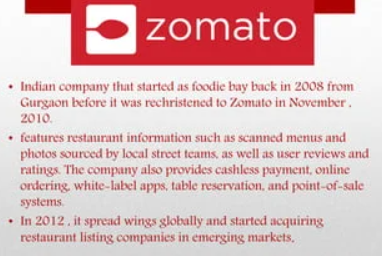 zomato
• Indian company that started as foodie bay back in 2008 from
Gurgaon before it was rechristened to Zomato in November ,
2010.
• features restaurant information such as scanned menus and
photos sourced by local street teams, as well as user reviews and
ratings. The company also provides cashless payment, online
ordering, white-label apps, table reservation, and point-of-sale
systems.
• In 2012 , it spread wings globally and started acquiring
restaurant listing companies in emerging markets,